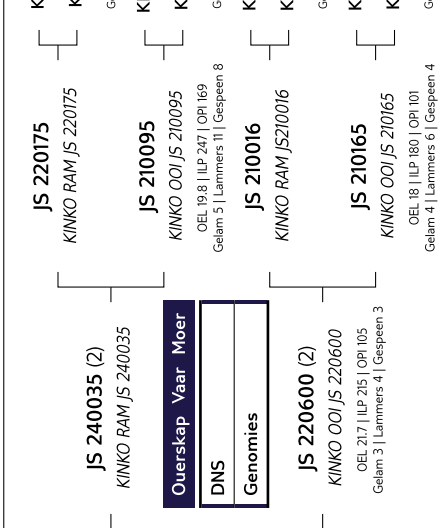 JS 240035 (2)
KINKO RAM JS 240035
Ouerskap Vaar Moer
DNS
Genomies
JS 220600 (2)
KINKO OOI JS 220600
OEL 21.7 | ILP 215 | OPI 105
Gelam 3 | Lammers 4 | Gespeen 3
JS 220175
KINKO RAM JS 220175
JS 210095
KINKO OOI JS 210095
OEL 19.8 | ILP 247 | OPI 169
Gelam 5 | Lammers 11 | Gespeen 8
JS 210016
KINKO RAM JS210016
JS 210165
KINKO OOI JS 210165
OEL 18 | ILP 180 | OPI 101
Gelam 4 | Lammers 6 | Gespeen 4